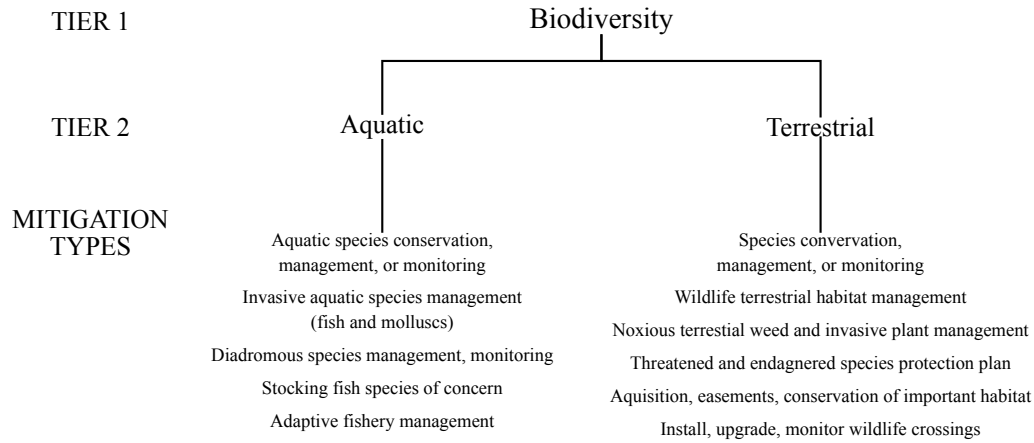 TIER 1
Biodiversity
TIER 2
Aquatic
Terrestrial
MITIGATION
TYPES
Aquatic species conservation,
management, or monitoring
Invasive aquatic species management
(fish and molluscs)
Diadromous species management, monitoring
Stocking fish species of concern
Adaptive fishery management
Species convervation,
management, or monitoring
Wildlife terrestrial habitat management
Noxious terrestial weed and invasive plant management
Threatened and endagnered species protection plan
Aquisition, easements, conservation of important habitat
Install, upgrade, monitor wildlife crossings